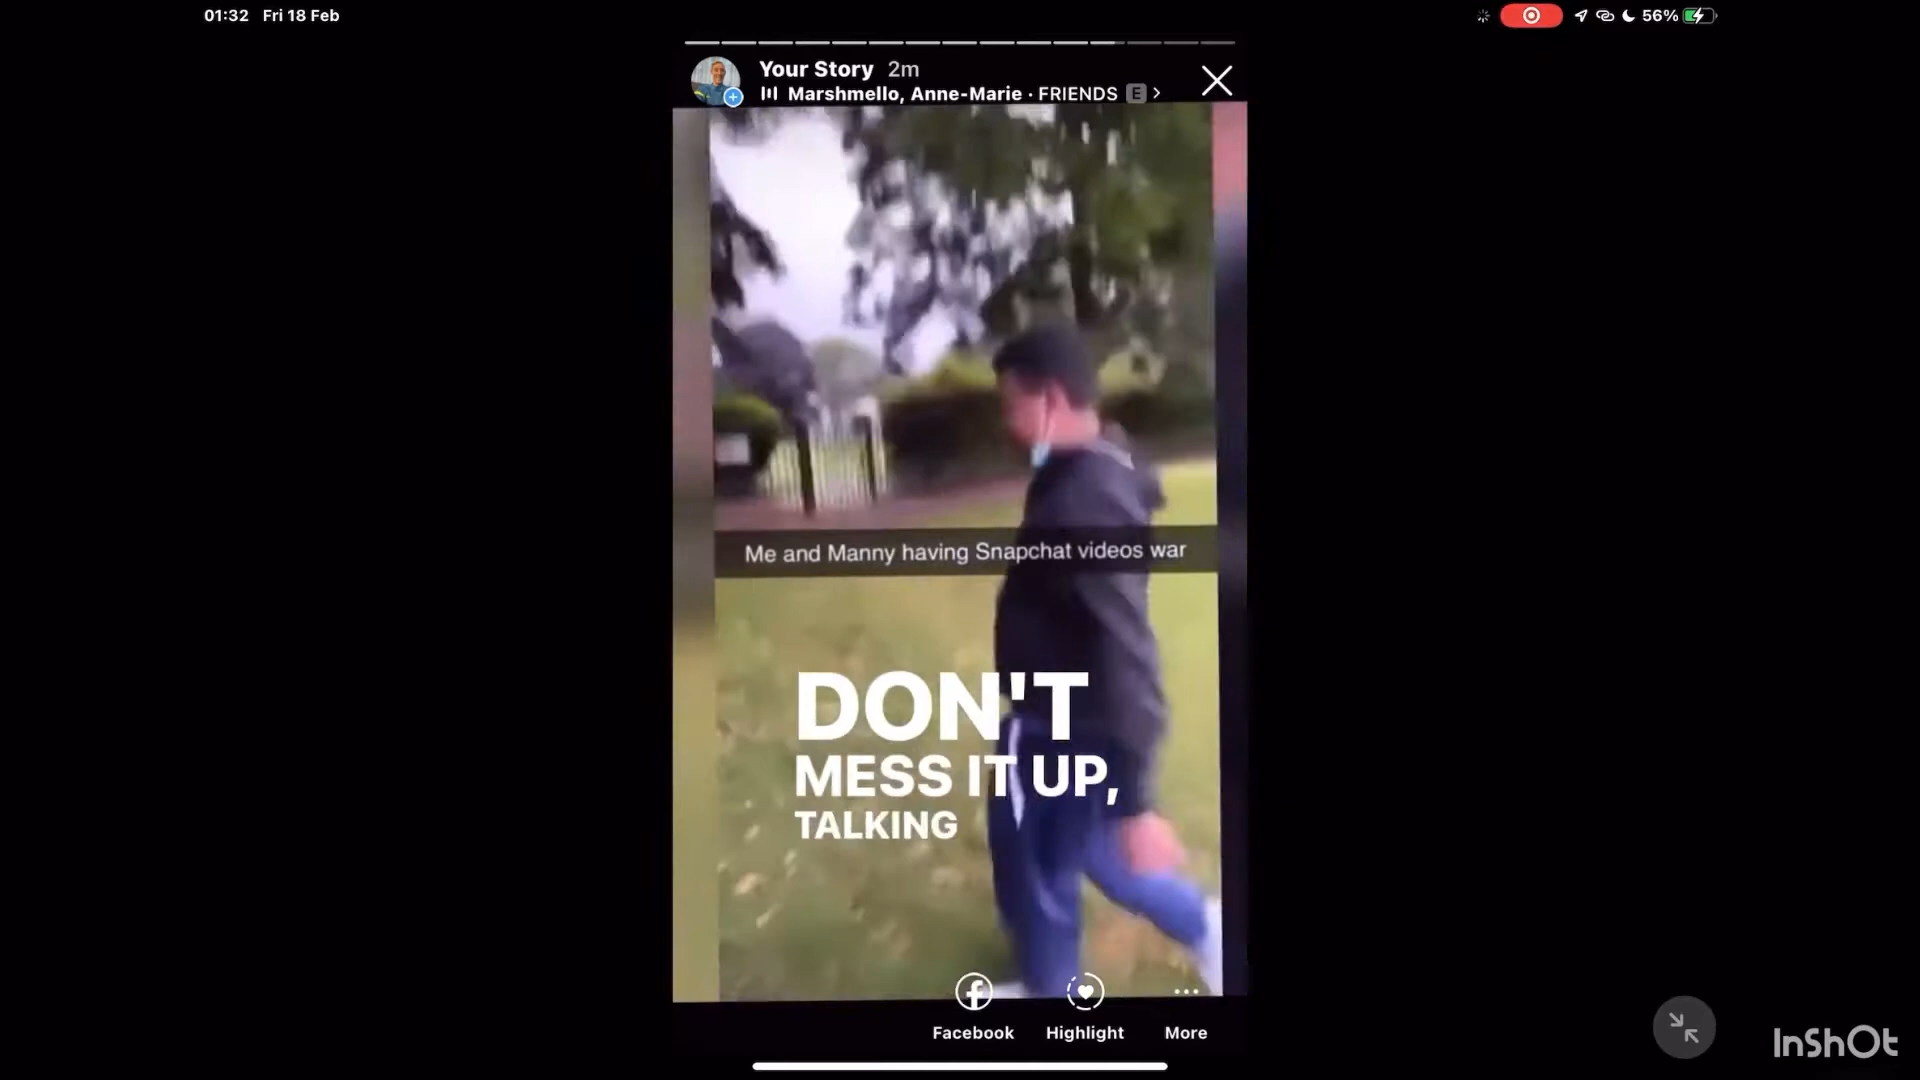 01:32 Fri 18 Feb
56%
Your Story 2m
Marshmello, Anne-Marie · FRIENDS E
Me and Manny having Snapchat videos war
DON'T
MESS IT UP,
TALKING
Facebook Highlight More
InShOt